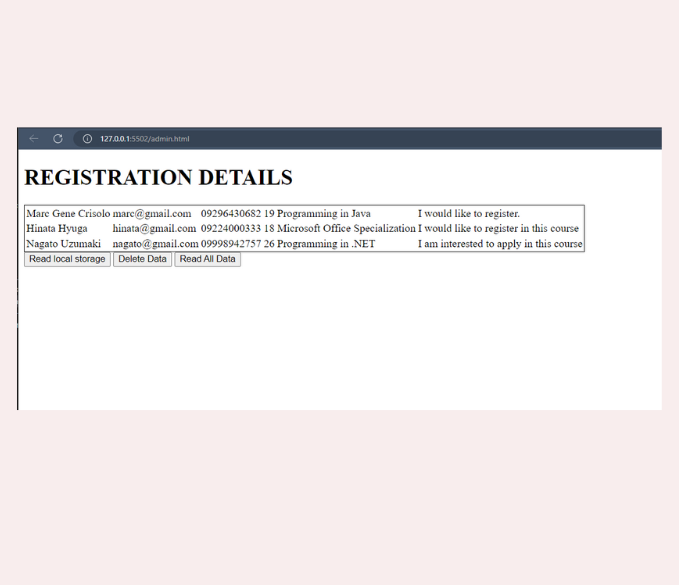 127.0.0.1:5502/admin.html
REGISTRATION DETAILS
Marc Gene Crisolo marc@gmail.com 09296430682 19 Programming in Java I would like to register.
Hinata Hyuga hinata@gmail.com 09224000333 18 Microsoft Office Specialization I would like to register in this course
Nagato Uzumaki nagato@gmail.com 09998942757 26 Programming in .NET I am interested to apply in this course
Read local storage Delete Data Read All Data